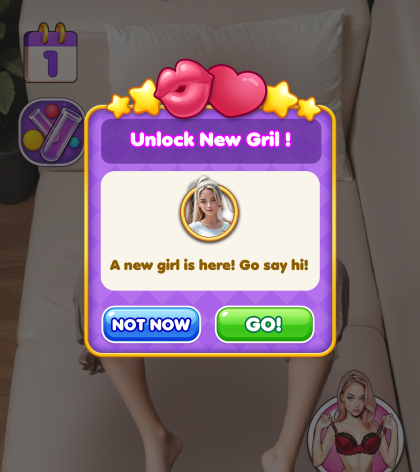 1
Unlock New Gril !
A new girl is here! Go say hi!
NOT NOW
GO!